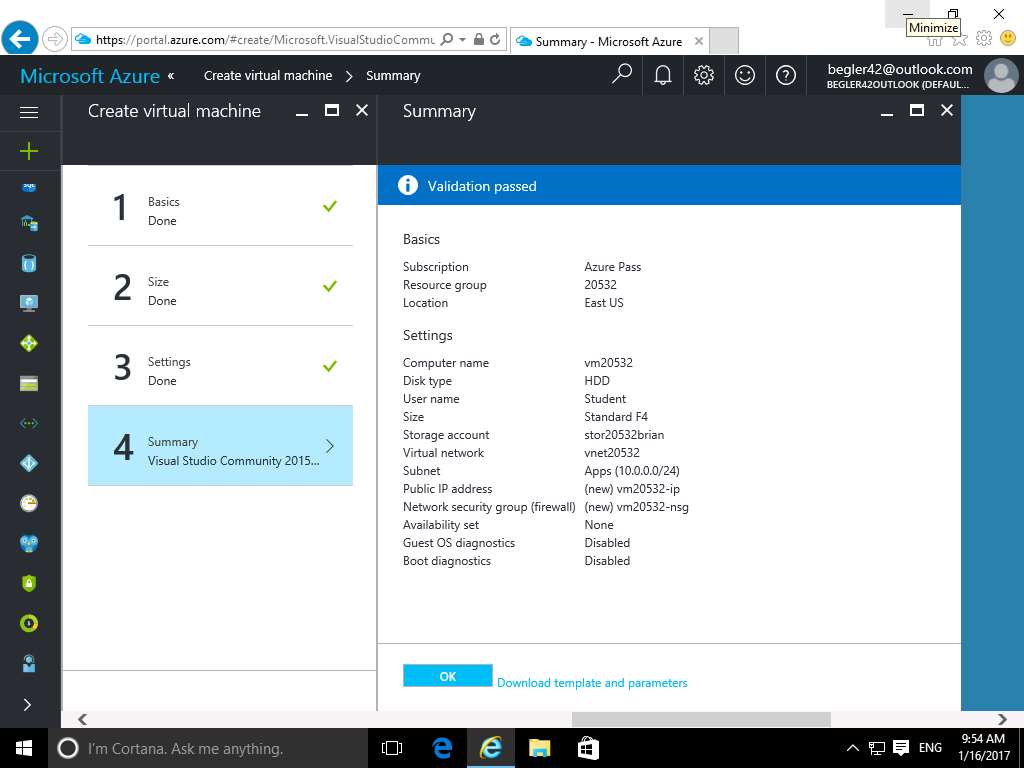 Minimize
https://portal.azure.com/#create/Microsoft.VisualStudioCommu
Summary - Microsoft Azure
Microsoft Azure «
Create virtual machine > Summary
begler42@outlook.com
BEGLER42OUTLOOK (DEFAUL...
Create virtual machine
1
Basics
Done
2
Size
Done
3
Settings
Done
4
Summary
Visual Studio Community 2015...
Summary
Validation passed
Basics
Subscription Azure Pass
Resource group 20532
Location East US
Settings
Computer name vm20532
Disk type HDD
User name Student
Size Standard F4
Storage account stor20532brian
Virtual network vnet20532
Subnet Apps (10.0.0.0/24)
Public IP address (new) vm20532-ip
Network security group (firewall) (new) vm20532-nsg
Availability set None
Guest OS diagnostics Disabled
Boot diagnostics Disabled
OK
Download template and parameters
I'm Cortana. Ask me anything.
ENG
9:54 AM
1/16/2017